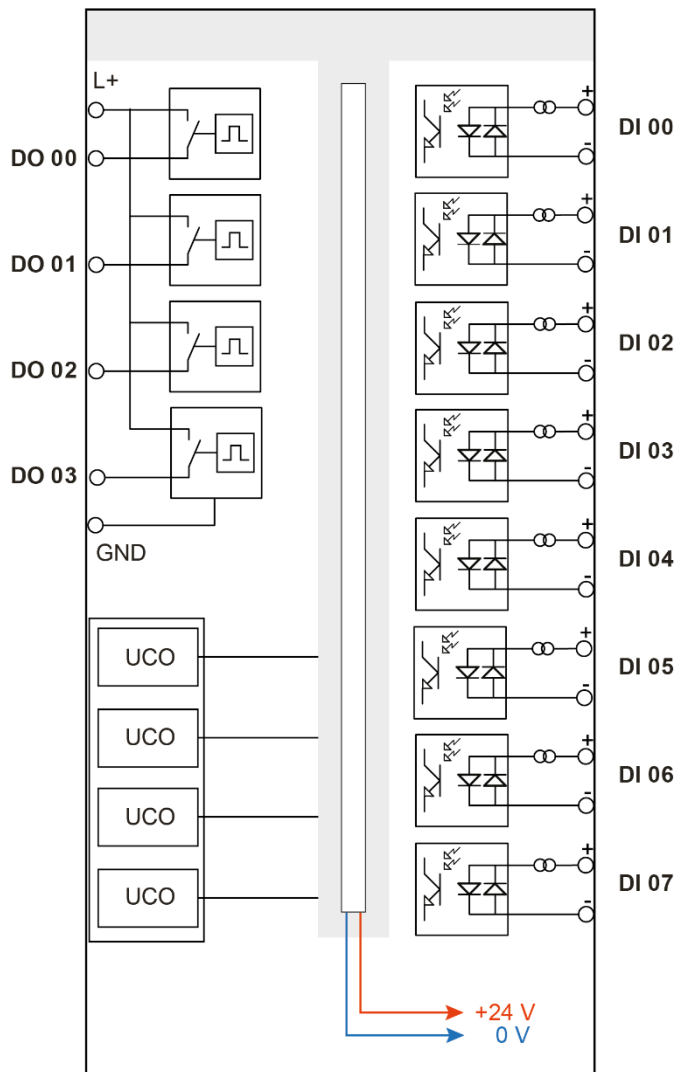 L+
DO 00
DO 01
DO 02
DO 03
GND
UCO
UCO
UCO
UCO
+
-
DI 00
+
-
DI 01
+
-
DI 02
+
-
DI 03
+
-
DI 04
+
-
DI 05
+
-
DI 06
+
-
DI 07
+24 V
0 V